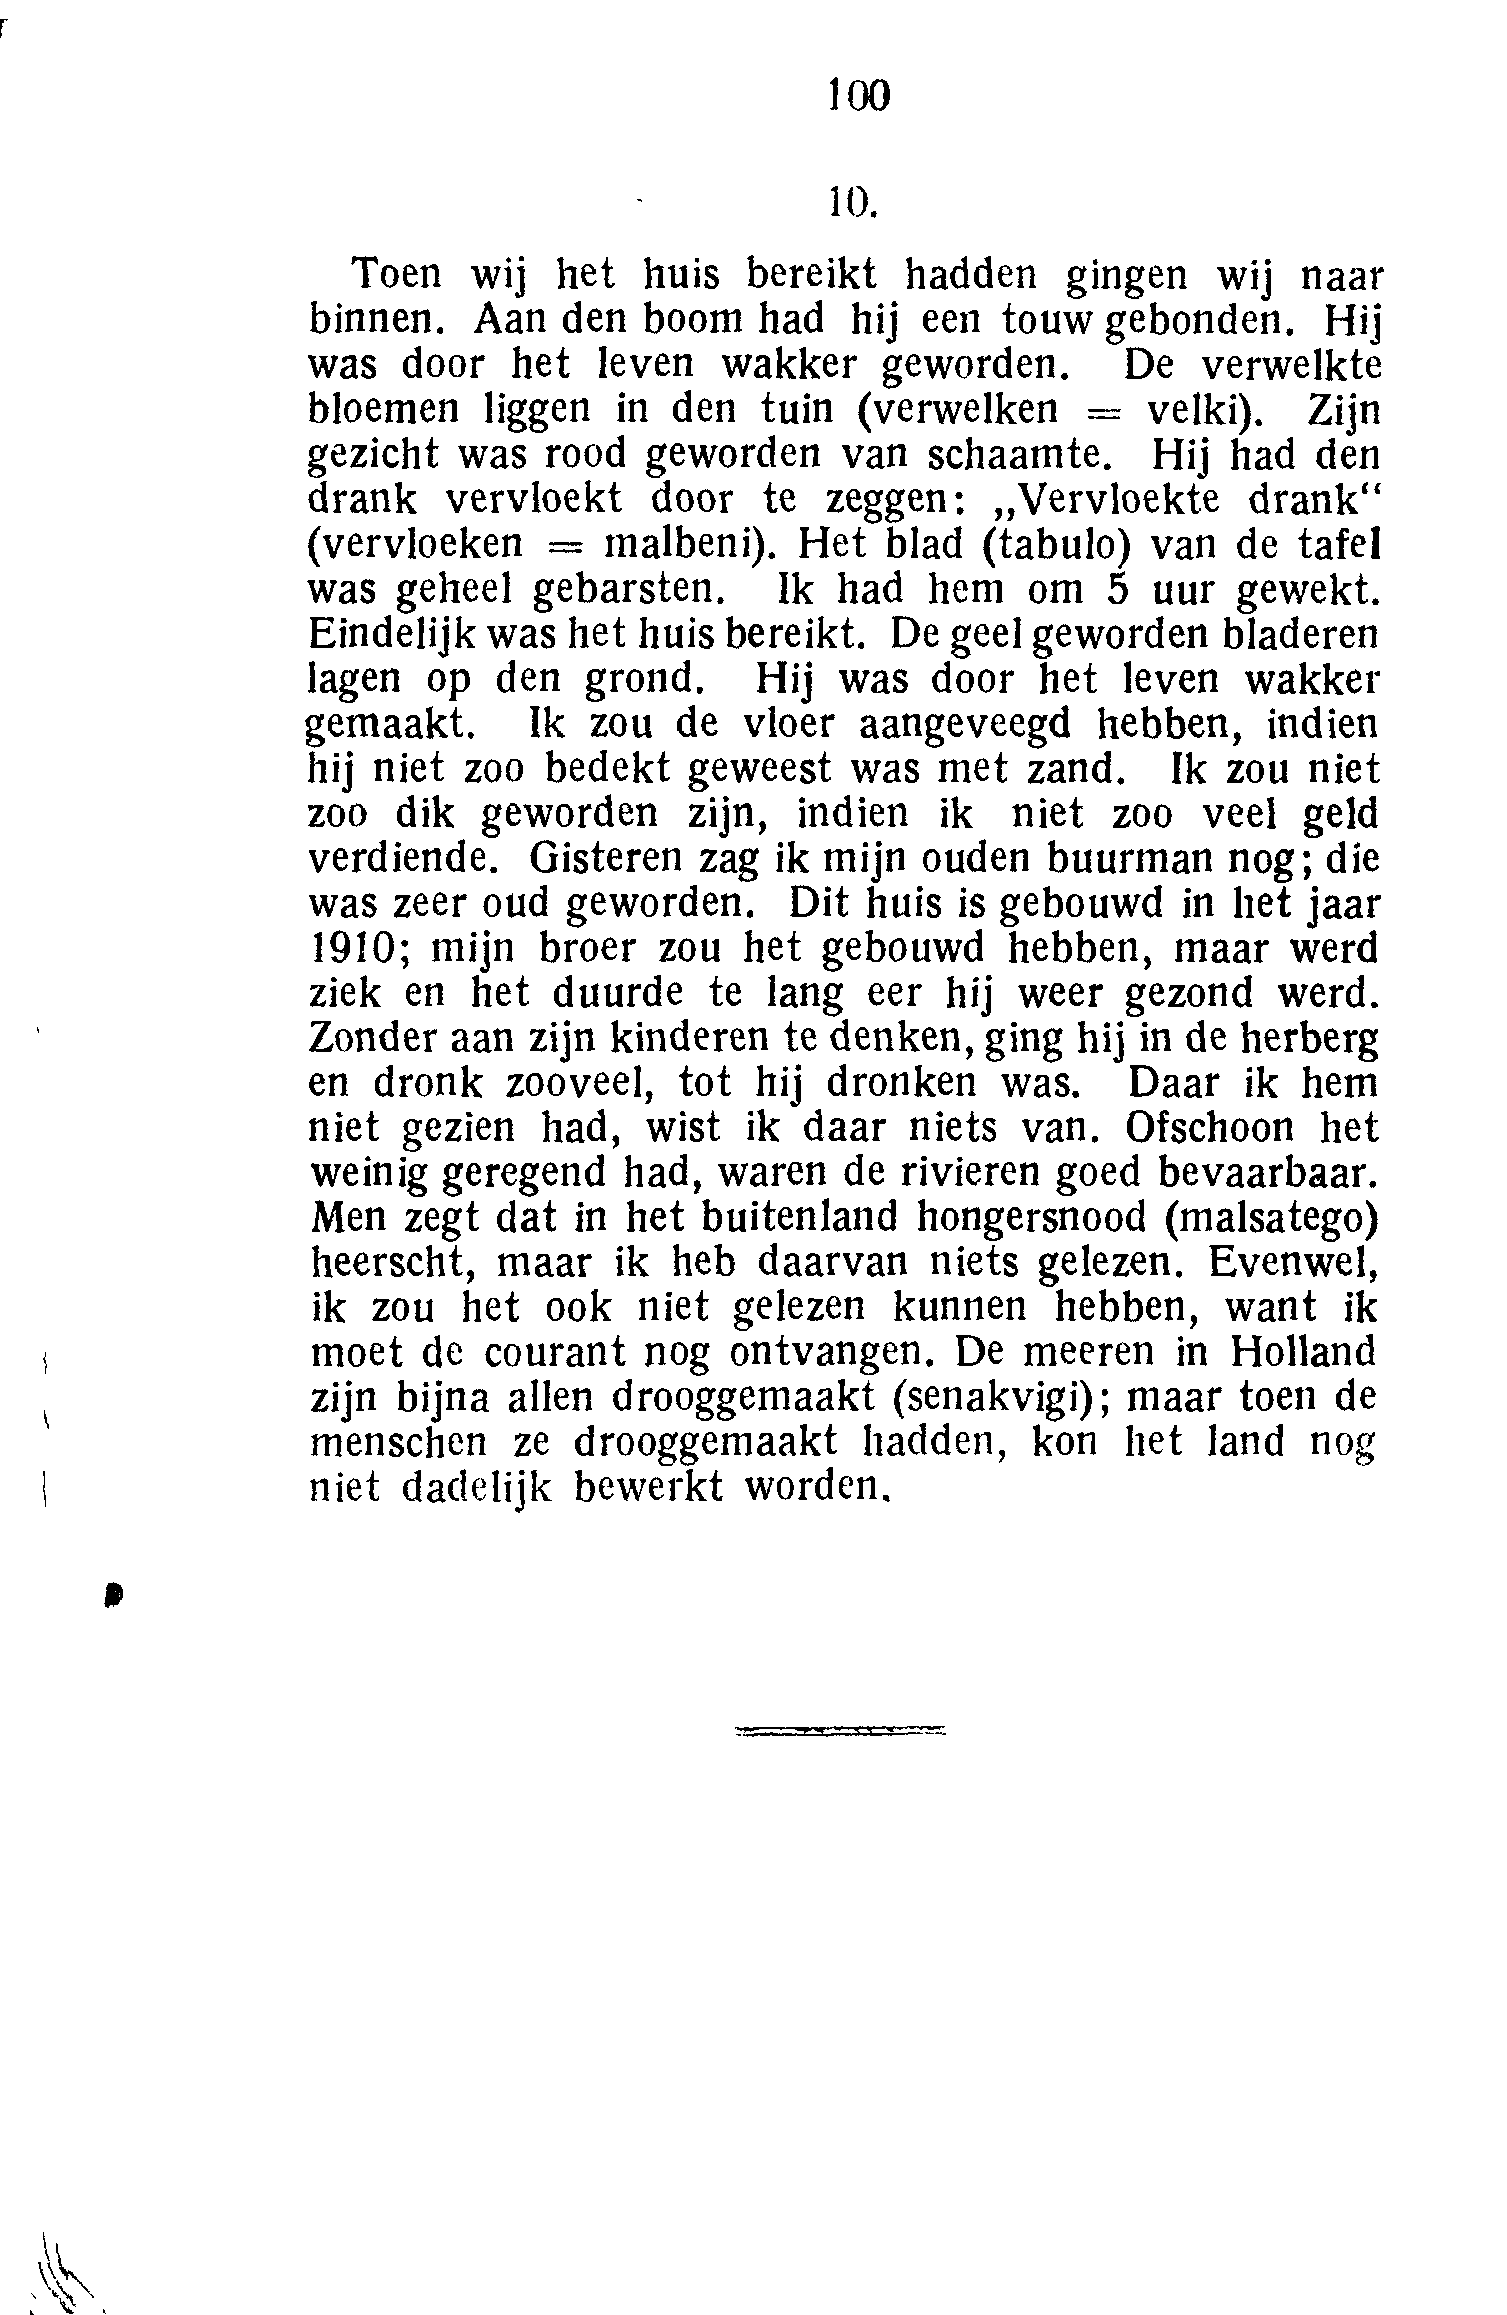 100
10.
Toen wij het huis bereikt hadden gingen wij naar
binnen. Aan den boom had hij een touw gebonden. Hij
was door het leven wakker geworden. De verwelkte
bloemen liggen in den tuin (verwelken = velki). Zijn
gezicht was rood geworden van schaamte. Hij had den
drank vervloekt door te zeggen: „Vervloekte drank“
(vervloeken = malbeni). Het blad (tabulo) van de tafel
was geheel gebarsten. Ik had hem om 5 uur gewekt.
Eindelijk was het huis bereikt. De geel geworden bladeren
lagen op den grond. Hij was door het leven wakker
gemaakt. Ik zou de vloer aangeveegd hebben, indien
hij niet zoo bedekt geweest was met zand. Ik zou niet
zoo dik geworden zijn, indien ik niet zoo veel geld
verdiende. Gisteren zag ik mijn ouden buurman nog; die
was zeer oud geworden. Dit huis is gebouwd in het jaar
1910; mijn broer zou het gebouwd hebben, maar werd
ziek en het duurde te lang eer hij weer gezond werd.
Zonder aan zijn kinderen te denken, ging hij in de herberg
en dronk zooveel, tot hij dronken was. Daar ik hem
niet gezien had, wist ik daar niets van. Ofschoon het
weinig geregend had, waren de rivieren goed bevaarbaar.
Men zegt dat in het buitenland hongersnood (malsatego)
heerscht, maar ik heb daarvan niets gelezen. Evenwel,
ik zou het ook niet gelezen kunnen hebben, want ik
moet de courant nog ontvangen. De meeren in Holland
zijn bijna allen drooggemaakt (senakvigi); maar toen de
menschen ze drooggemaakt hadden, kon het land nog
niet dadelijk bewerkt worden.